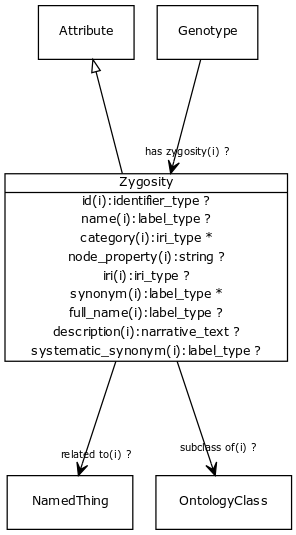 Attribute
Genotype
has zygosity(i) ?
Zygosity
id(i):identifier_type ?
name(i):label_type ?
category(i):iri_type *
node_property(i):string ?
iri(i):iri_type ?
synonym(i):label_type *
full_name(i):label_type ?
description(i):narrative_text ?
systematic_synonym(i):label_type ?
related to(i) ?
subclass of(i) ?
NamedThing
OntologyClass